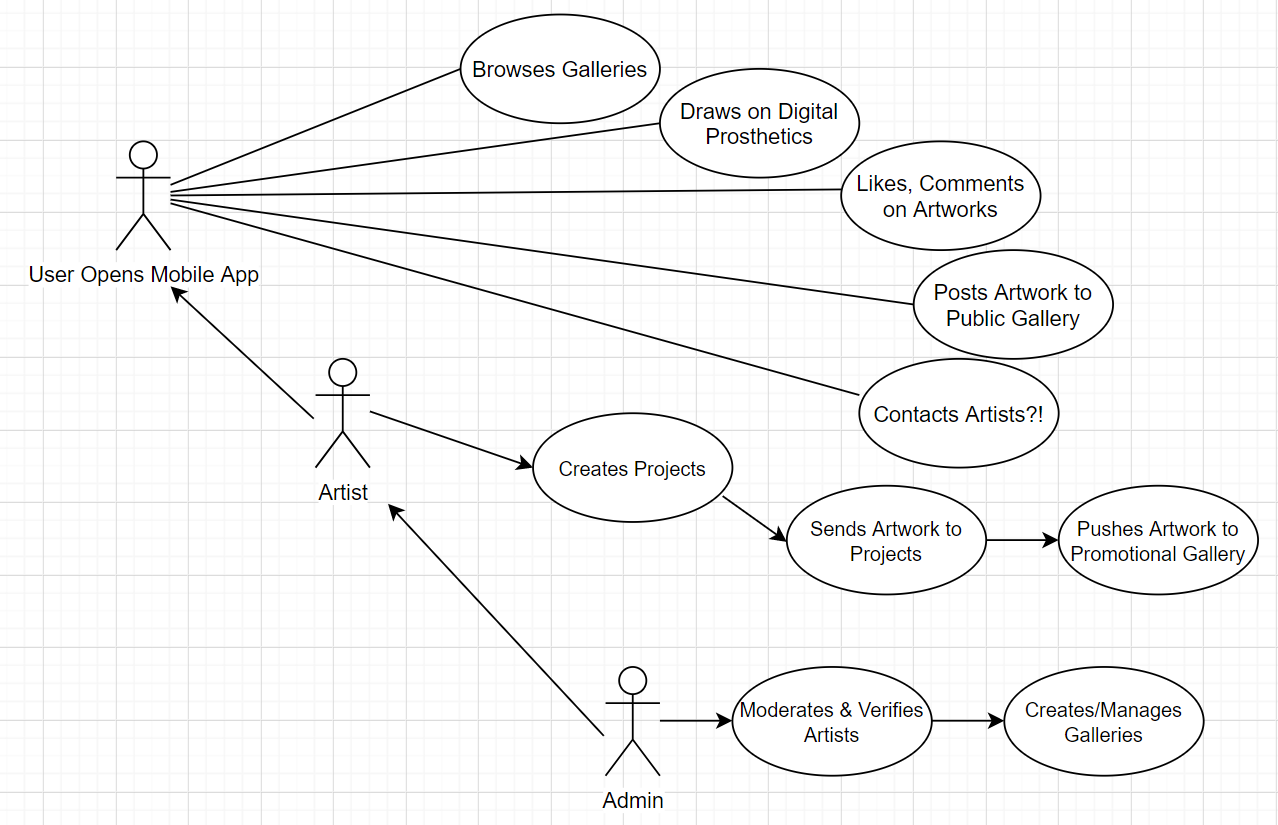 Browses Galleries
Draws on Digital
Prosthetics
Likes, Comments
on Artworks
User Opens Mobile App
Posts Artwork to
Public Gallery
Contacts Artists?!
Artist
Creates Projects
Sends Artwork to
Projects
Pushes Artwork to
Promotional Gallery
Admin
Moderates & Verifies
Artists
Creates/Manages
Galleries